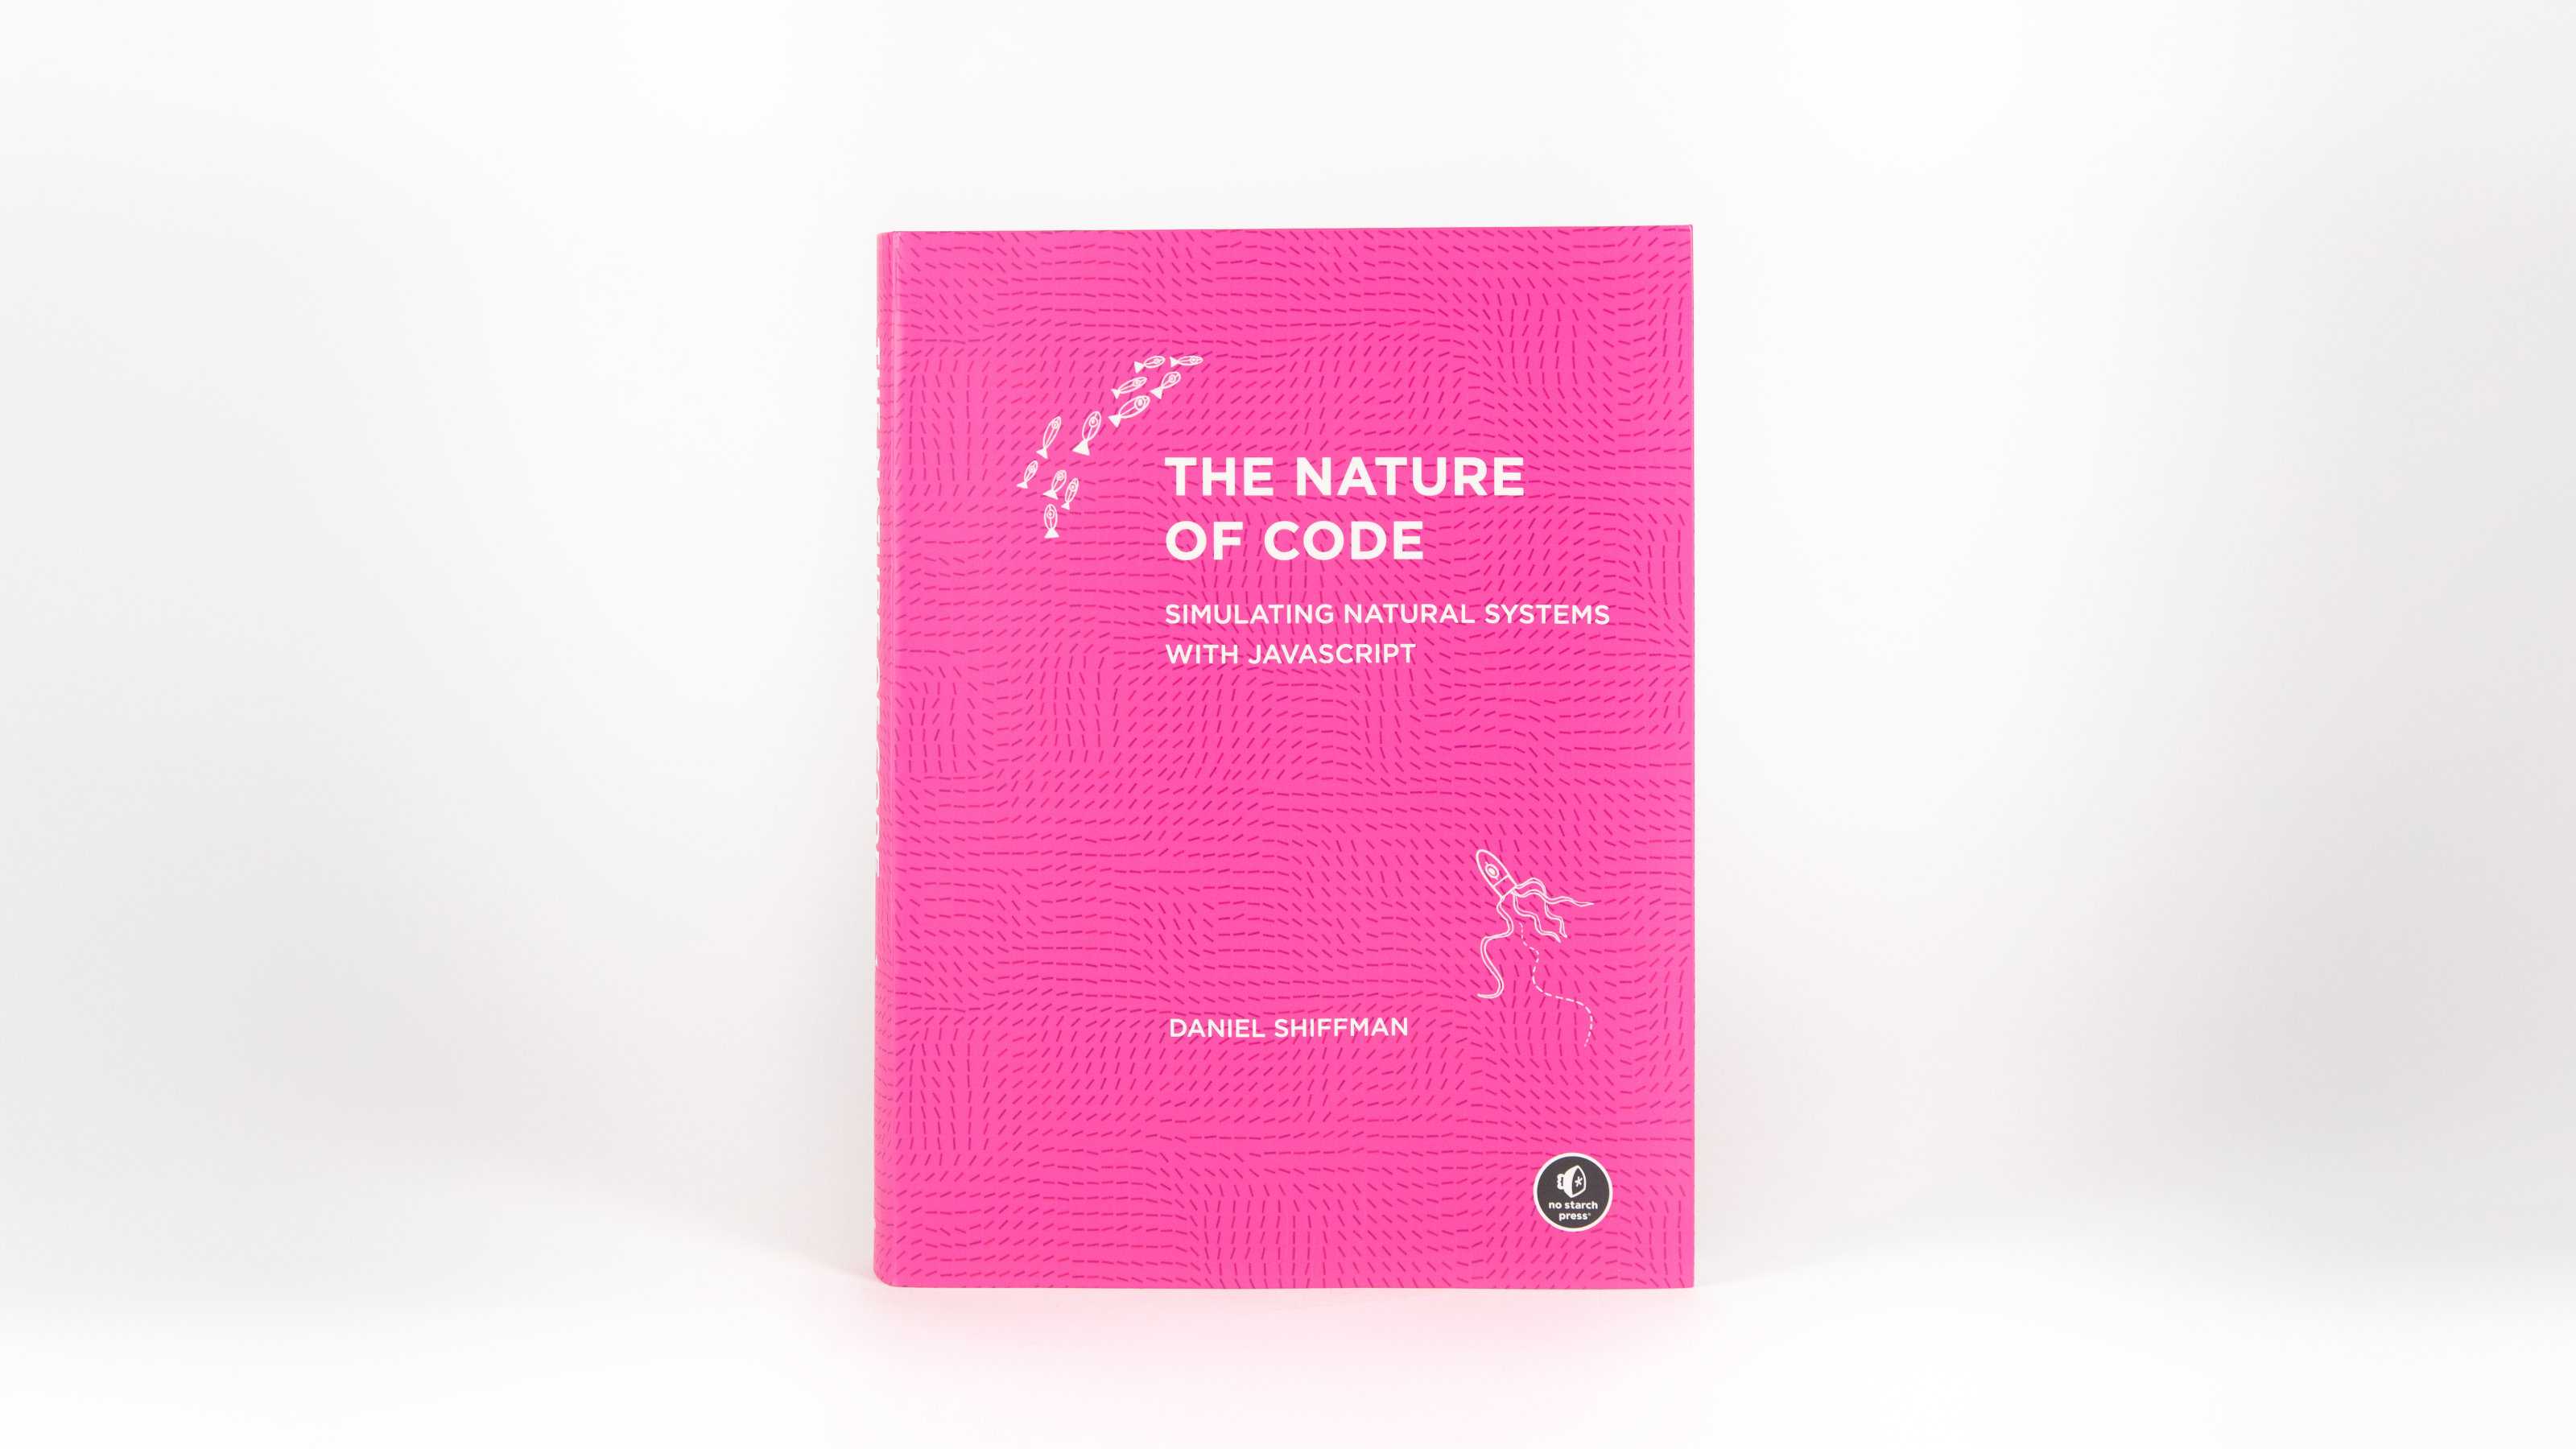 THE NATURE
OF CODE
SIMULATING NATURAL SYSTEMS
WITH JAVASCRIPT
DANIEL SHIFFMAN
no starch
press®